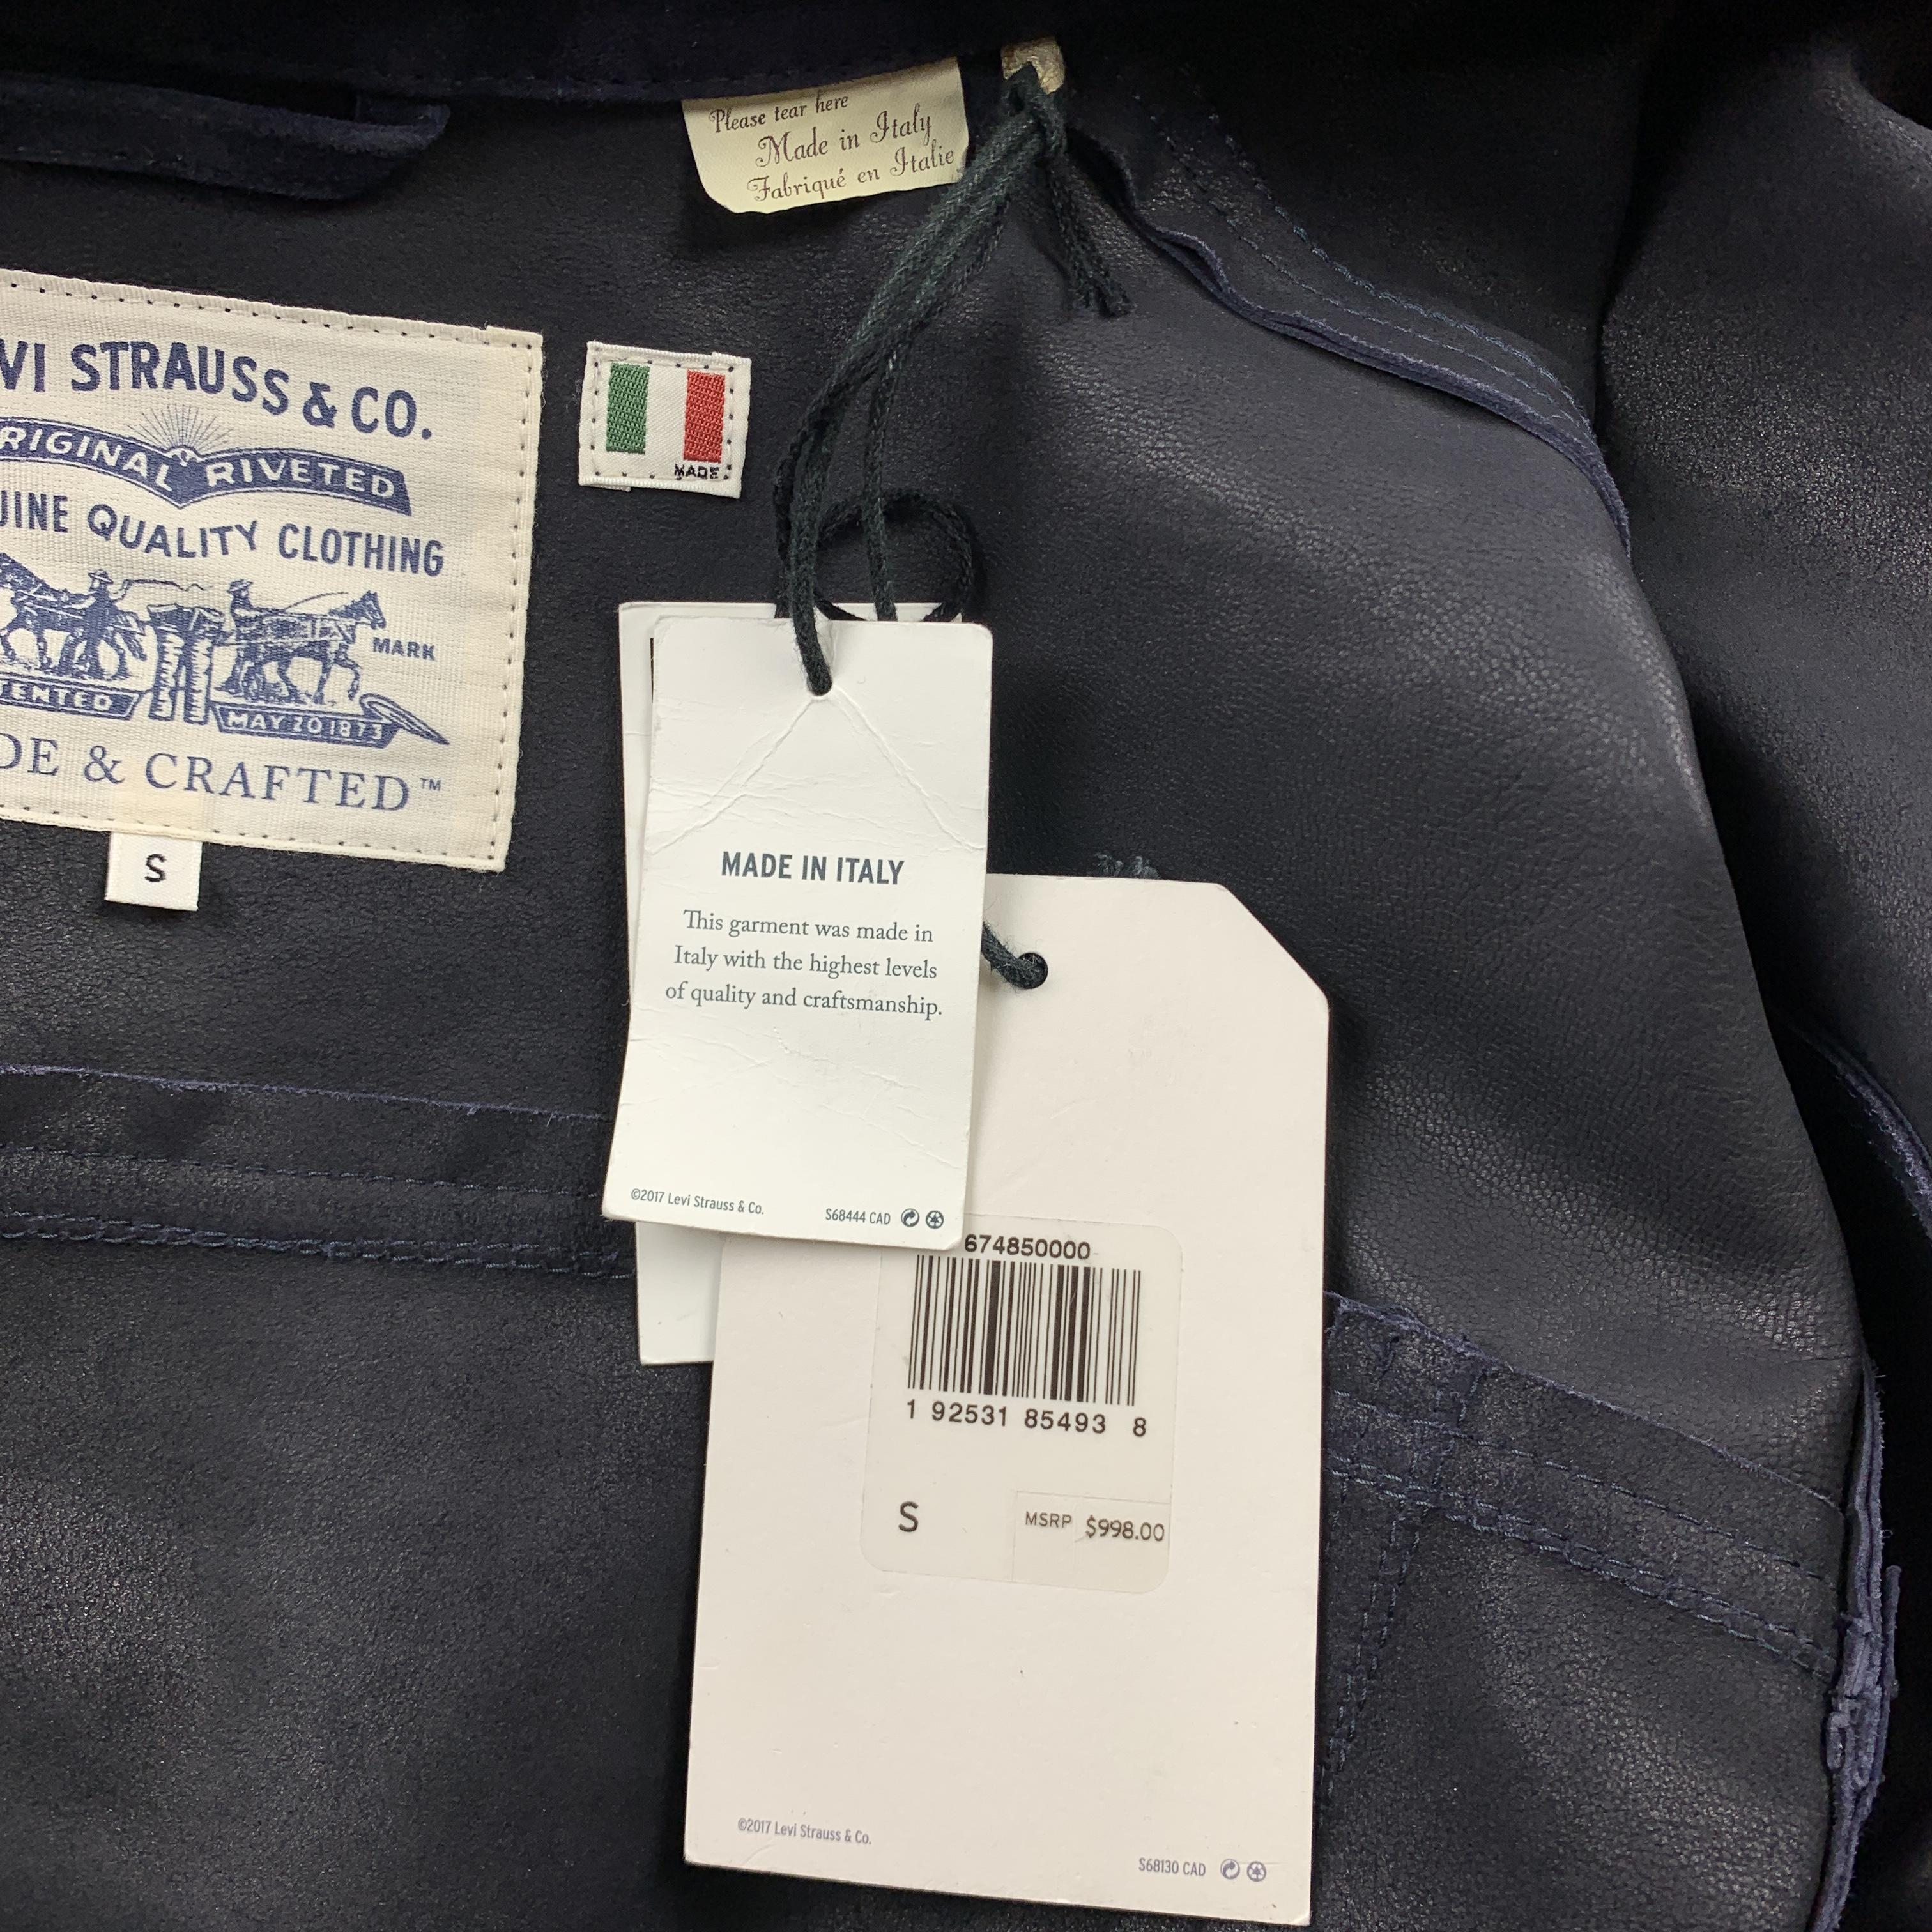 Please tear here
Made in Italy
Fabriqué en Italie
VI STRAUSS & CO.
RIGINAL RIVETED
UINE QUALITY CLOTHING
MARK
TENTED MAY 20 1873
DE & CRAFTED™
S
MADE
MADE IN ITALY
This garment was made in
Italy with the highest levels
of quality and craftsmanship.
©2017 Levi Strauss & Co. S68444 CAD
674850000
1 92531 85493 8
S MSRP $998.00
©2017 Levi Strauss & Co.
S68130 CAD